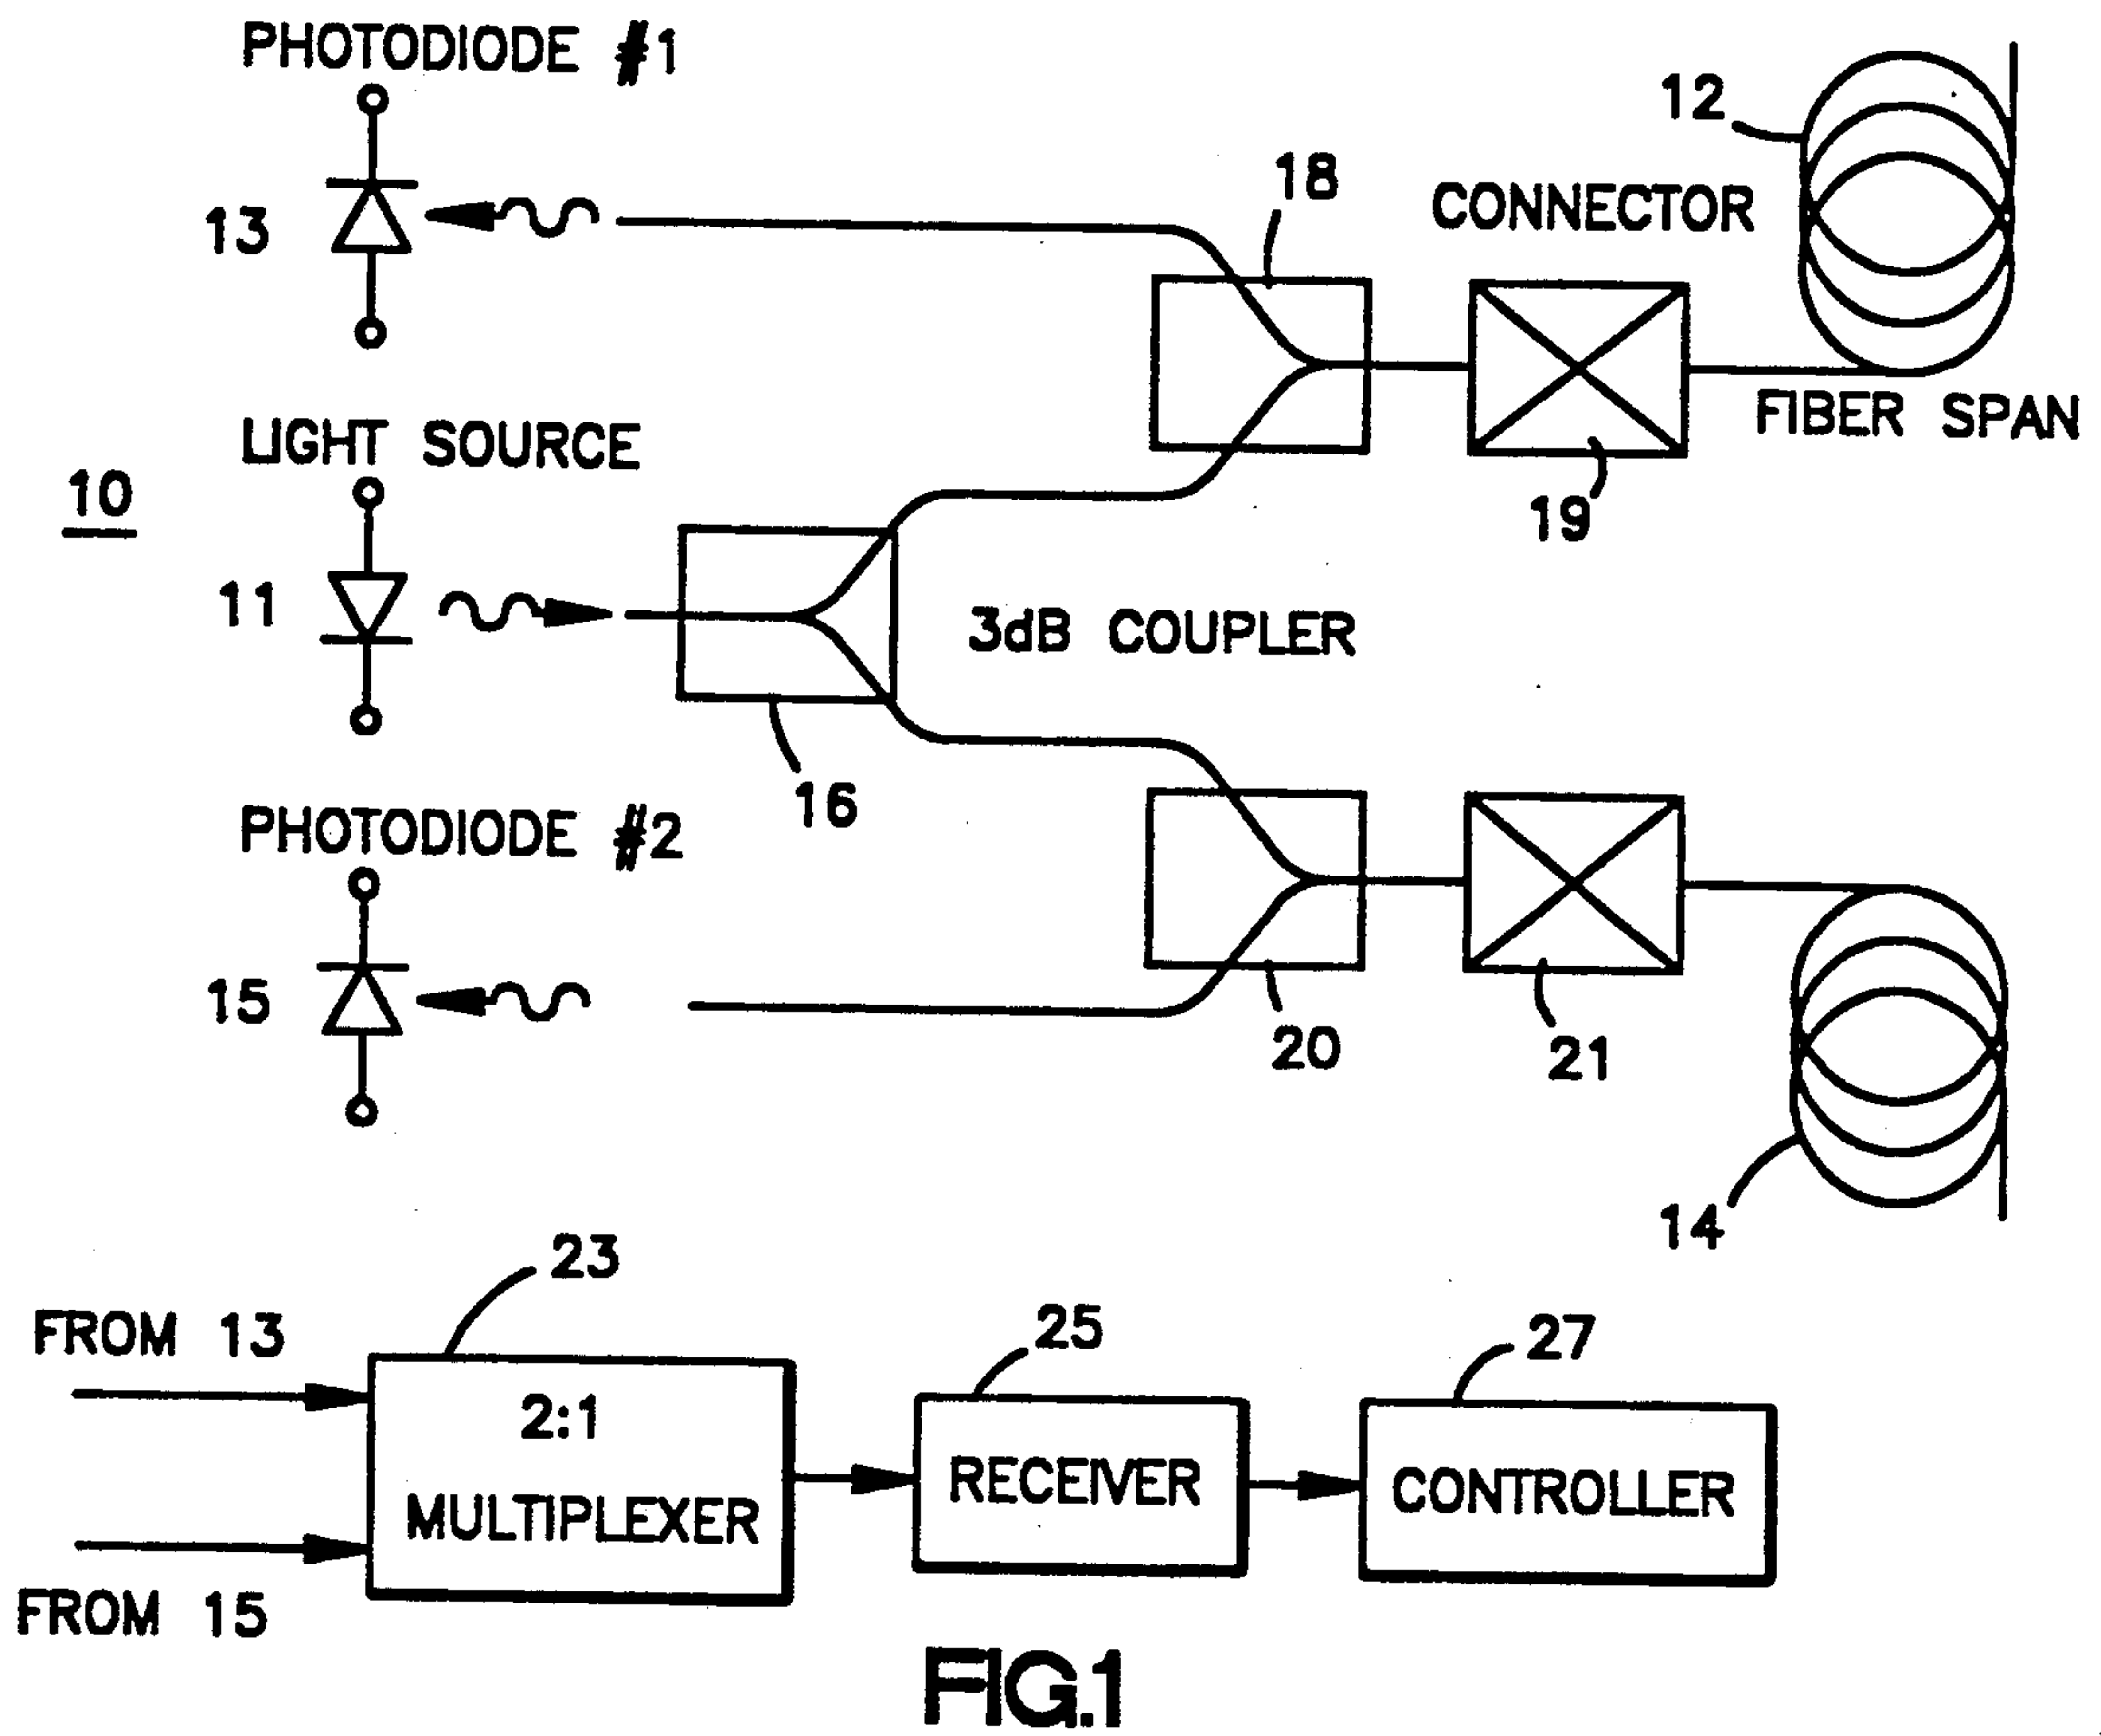 PHOTODIODE #1
12
18
13
CONNECTOR
LIGHT SOURCE
FIBER SPAN
10
19
11
3dB COUPLER
16
PHOTODIODE #2
15
20
21
14
23
FROM 13
25
27
2:1
MULTIPLEXER
RECEIVER
CONTROLLER
FROM 15
FIG.1